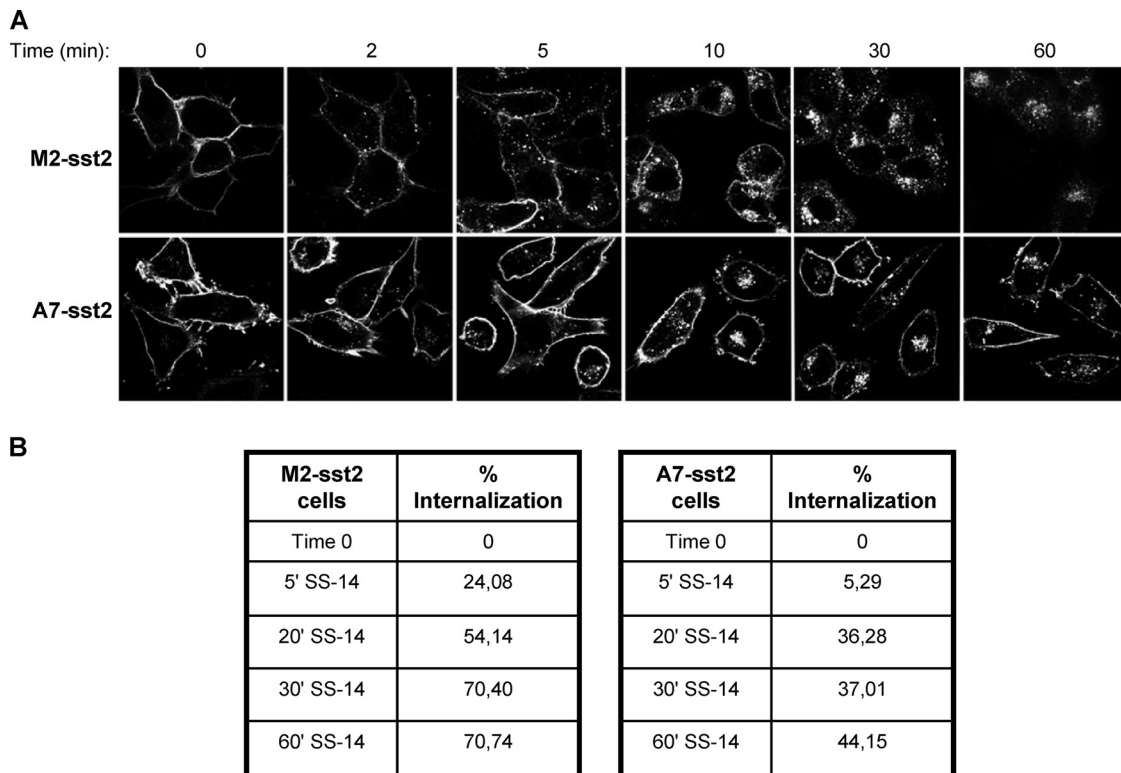 A
Time (min): 0 2 5 10 30 60
M2-sst2
A7-sst2
B
M2-sst2 cells % Internalization
Time 0 0
5' SS-14 24,08
20' SS-14 54,14
30' SS-14 70,40
60' SS-14 70,74
A7-sst2 cells % Internalization
Time 0 0
5' SS-14 5,29
20' SS-14 36,28
30' SS-14 37,01
60' SS-14 44,15